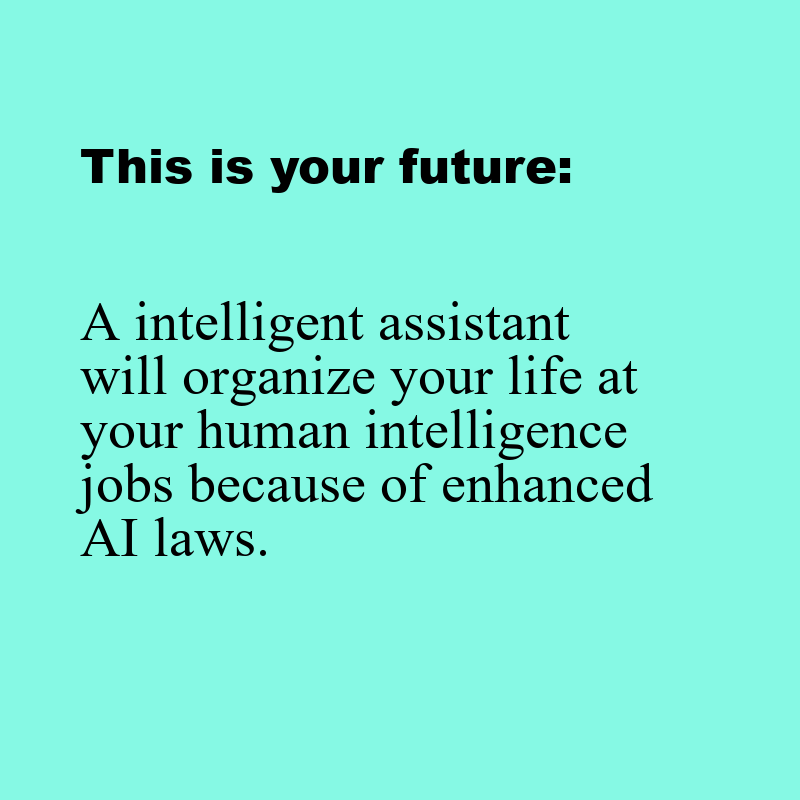 This is your future:
A intelligent assistant
will organize your life at
your human intelligence
jobs because of enhanced
AI laws.